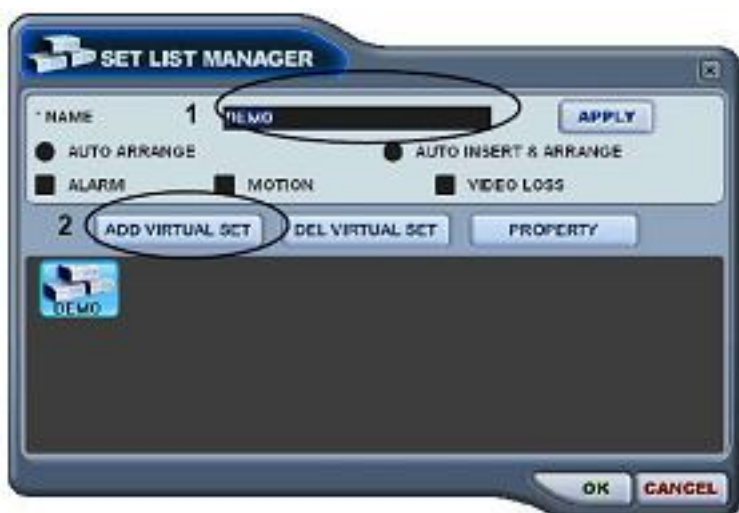 SET LIST MANAGER
* NAME 1 DEMO APPLY
AUTO ARRANGE AUTO INSERT & ARRANGE
ALARM MOTION VIDEO LOSS
2 ADD VIRTUAL SET DEL VIRTUAL SET PROPERTY
DEMO
OK CANCEL